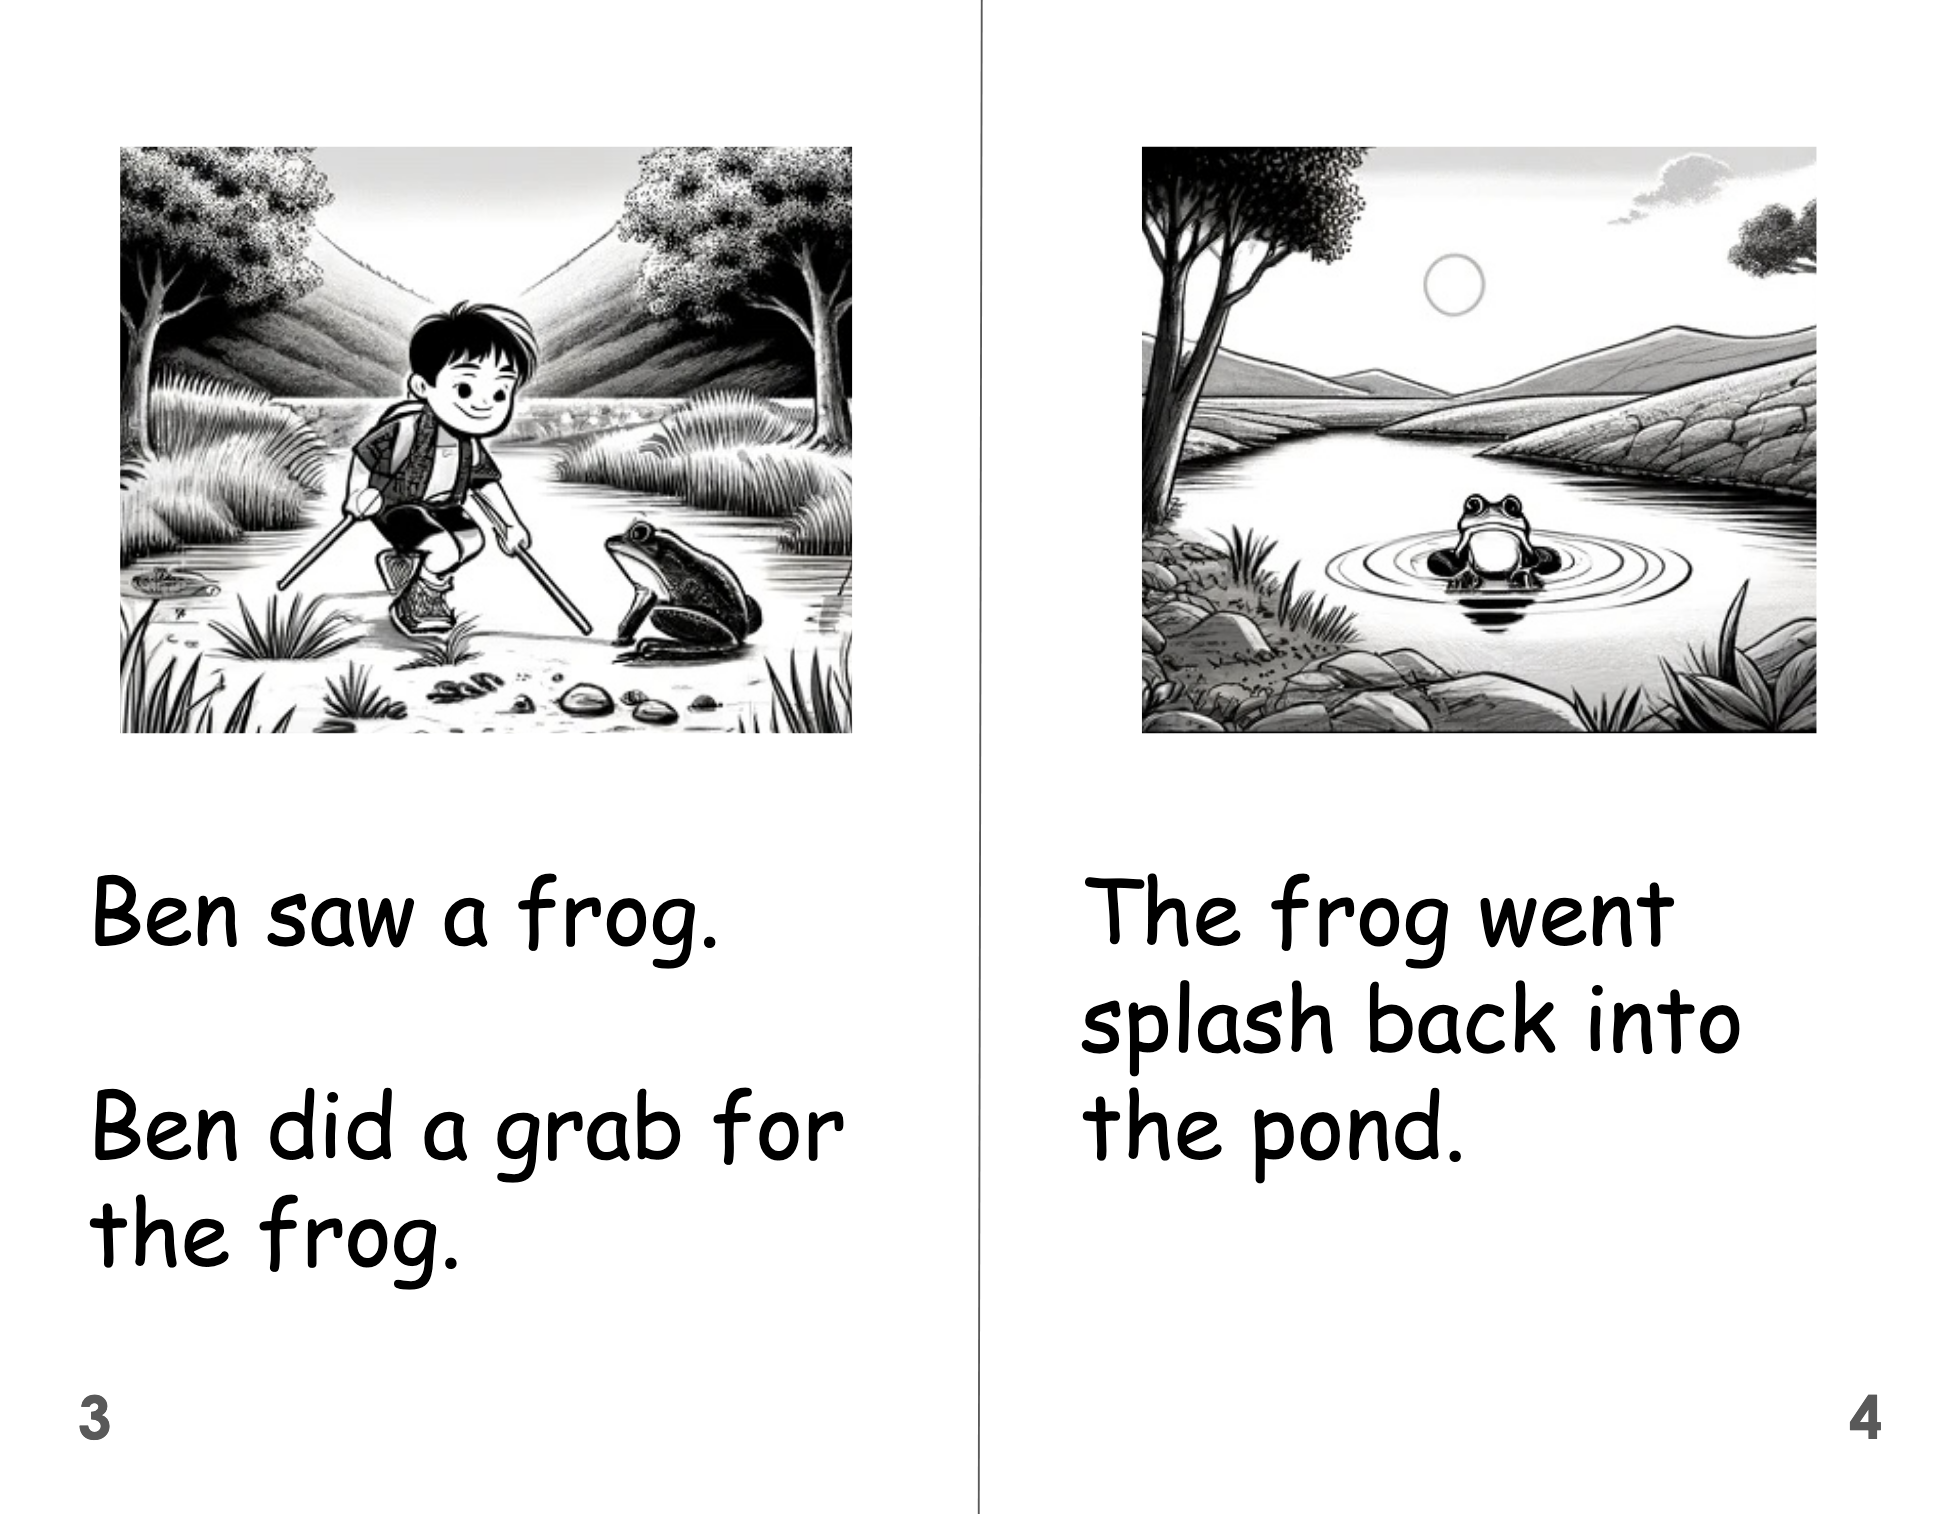 Ben saw a frog.
Ben did a grab for
the frog.
3
The frog went
splash back into
the pond.
4